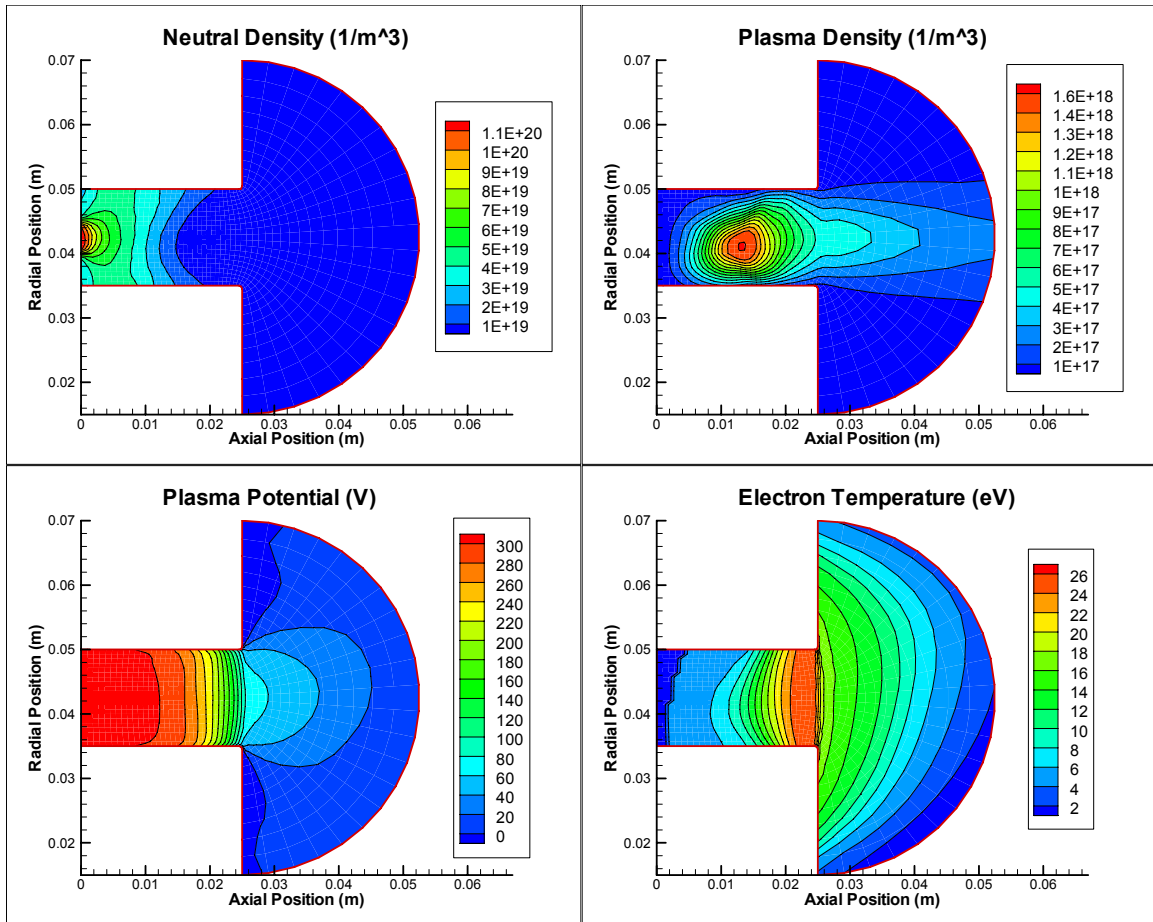 Neutral Density (1/m^3)
Radial Position (m)
0.07
0.06
0.05
0.04
0.03
0.02
0 0.01 0.02 0.03 0.04 0.05 0.06
Axial Position (m)
1.1E+20
1E+20
9E+19
8E+19
7E+19
6E+19
5E+19
4E+19
3E+19
2E+19
1E+19
Plasma Density (1/m^3)
Radial Position (m)
0.07
0.06
0.05
0.04
0.03
0.02
0 0.01 0.02 0.03 0.04 0.05 0.06
Axial Position (m)
1.6E+18
1.4E+18
1.3E+18
1.2E+18
1.1E+18
1E+18
9E+17
8E+17
7E+17
6E+17
5E+17
4E+17
3E+17
2E+17
1E+17
Plasma Potential (V)
Radial Position (m)
0.07
0.06
0.05
0.04
0.03
0.02
0 0.01 0.02 0.03 0.04 0.05 0.06
Axial Position (m)
300
280
260
240
220
200
180
160
140
120
100
80
60
40
20
0
Electron Temperature (eV)
Radial Position (m)
0.07
0.06
0.05
0.04
0.03
0.02
0 0.01 0.02 0.03 0.04 0.05 0.06
Axial Position (m)
26
24
22
20
18
16
14
12
10
8
6
4
2